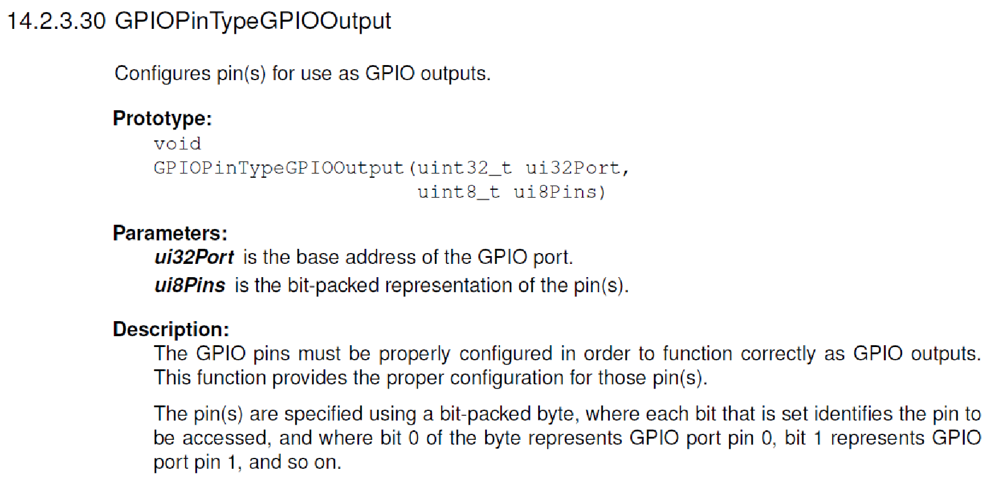 14.2.3.30 GPIOPinTypeGPIOOutput
Configures pin(s) for use as GPIO outputs.
Prototype:
void
GPIOPinTypeGPIOOutput(uint32_t ui32Port,
uint8_t ui8Pins)
Parameters:
ui32Port is the base address of the GPIO port.
ui8Pins is the bit-packed representation of the pin(s).
Description:
The GPIO pins must be properly configured in order to function correctly as GPIO outputs.
This function provides the proper configuration for those pin(s).
The pin(s) are specified using a bit-packed byte, where each bit that is set identifies the pin to
be accessed, and where bit 0 of the byte represents GPIO port pin 0, bit 1 represents GPIO
port pin 1, and so on.